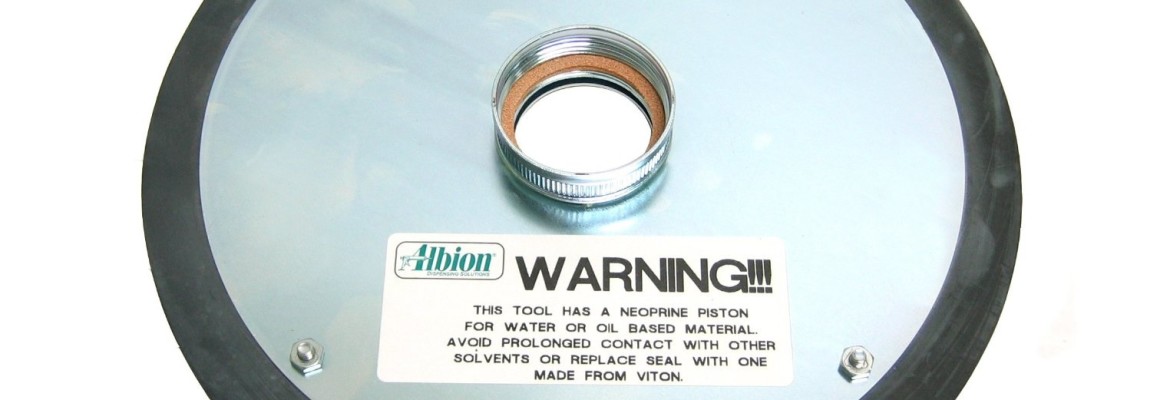 Albion
DISPENSING SOLUTIONS
WARNING!!!
THIS TOOL HAS A NEOPRINE PISTON
FOR WATER OR OIL BASED MATERIAL.
AVOID PROLONGED CONTACT WITH OTHER
SOLVENTS OR REPLACE SEAL WITH ONE
MADE FROM VITON.